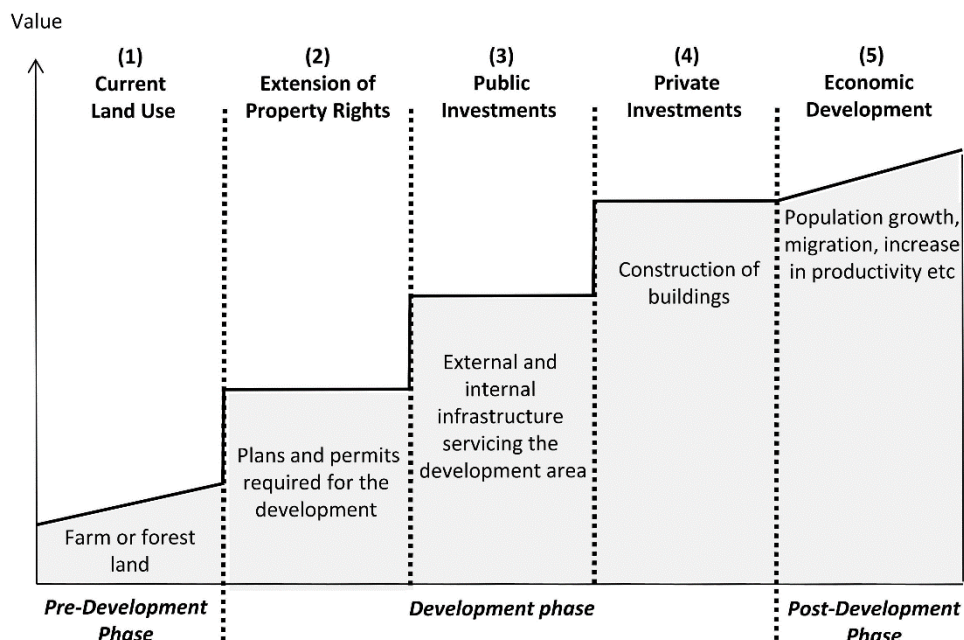 Value
(1)
Current
Land Use
(2)
Extension of
Property Rights
(3)
Public
Investments
(4)
Private
Investments
(5)
Economic
Development
Farm or forest
land
Plans and permits
required for the
development
External and
internal
infrastructure
servicing the
development area
Construction of
buildings
Population growth,
migration, increase
in productivity etc
Pre-Development
Phase
Development phase
Post-Development
Phase